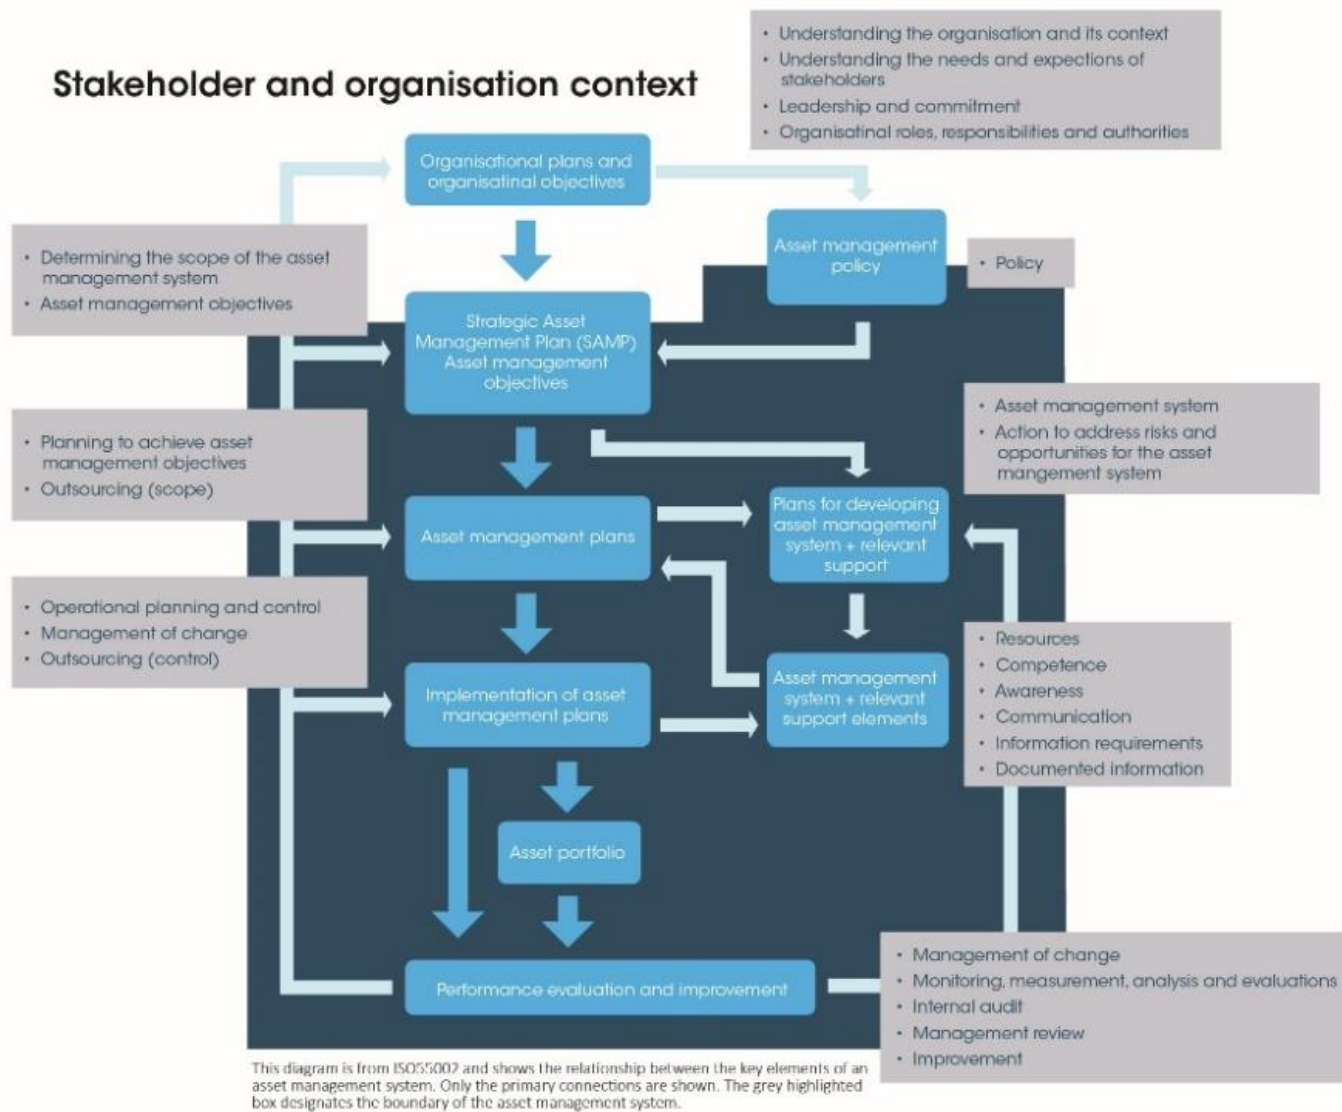 Stakeholder and organisation context
• Understanding the organisation and its context
• Understanding the needs and expections of
stakeholders
• Leadership and commitment
• Organisatinal roles, responsibilities and authorities
Organisational plans and
organisatinal objectives
Asset management
policy
• Policy
• Determining the scope of the asset
management system
• Asset management objectives
Strategic Asset
Management Plan (SAMP)
Asset management
objectives
• Asset management system
• Action to address risks and
opportunities for the asset
mangement system
• Planning to achieve asset
management objectives
• Outsourcing (scope)
Asset management plans
Plans for developing
asset management
system + relevant
support
• Operational planning and control
• Management of change
• Outsourcing (control)
Implementation of asset
management plans
Asset management
system + relevant
support elements
• Resources
• Competence
• Awareness
• Communication
• Information requirements
• Documented information
Asset portfolio
Performance evaluation and improvement
• Management of change
• Monitoring, measurement, analysis and evaluations
• Internal audit
• Management review
• Improvement
This diagram is from ISO55002 and shows the relationship between the key elements of an
asset management system. Only the primary connections are shown. The grey highlighted
box designates the boundary of the asset management system.